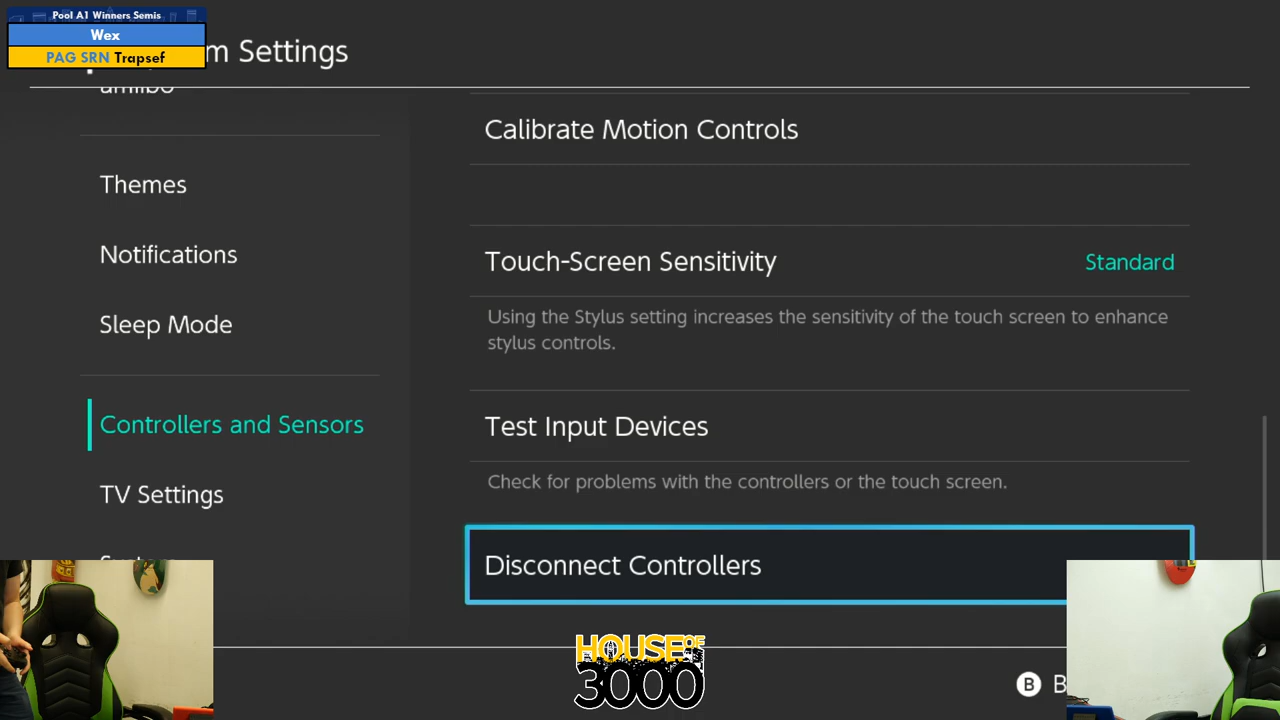 Pool A1 Winners Semis
Wex
PAG SRN Trapsef
m Settings
amiibo
Themes
Notifications
Sleep Mode
Controllers and Sensors
TV Settings
Calibrate Motion Controls
Touch-Screen Sensitivity Standard
Using the Stylus setting increases the sensitivity of the touch screen to enhance
stylus controls.
Test Input Devices
Check for problems with the controllers or the touch screen.
Disconnect Controllers
HOUSE OF
3000
B B